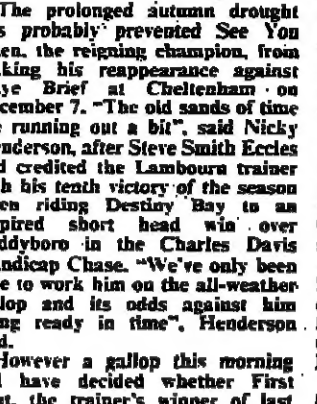 The prolonged autumn drought
s probably prevented See You
en, the reigning champion, from
king his reappearance against
ye Brief at Cheltenham on
cember 7. "The old sands of time
e running out a bit", said Nicky
enderson, after Steve Smith Eccles
d credited the Lambourn trainer
h his tenth victory of the season
en riding Destiny Bay to an
pired short head win over
ddyboro in the Charles Davis
ndicap Chase. "We've only been
e to work him on the all-weather
lop and its odds against him
ng ready in time", Henderson
d.
However a gallop this morning
l have decided whether First
ut, the trainer's winner of last